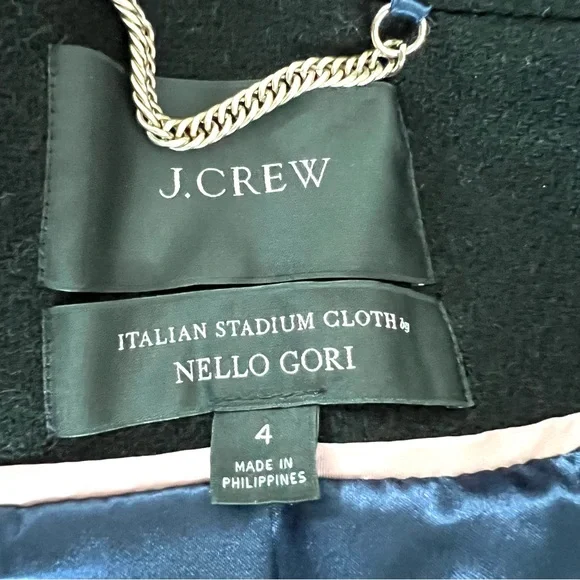 J.CREW
ITALIAN STADIUM CLOTH by
NELLO GORI
4
MADE IN
PHILIPPINES